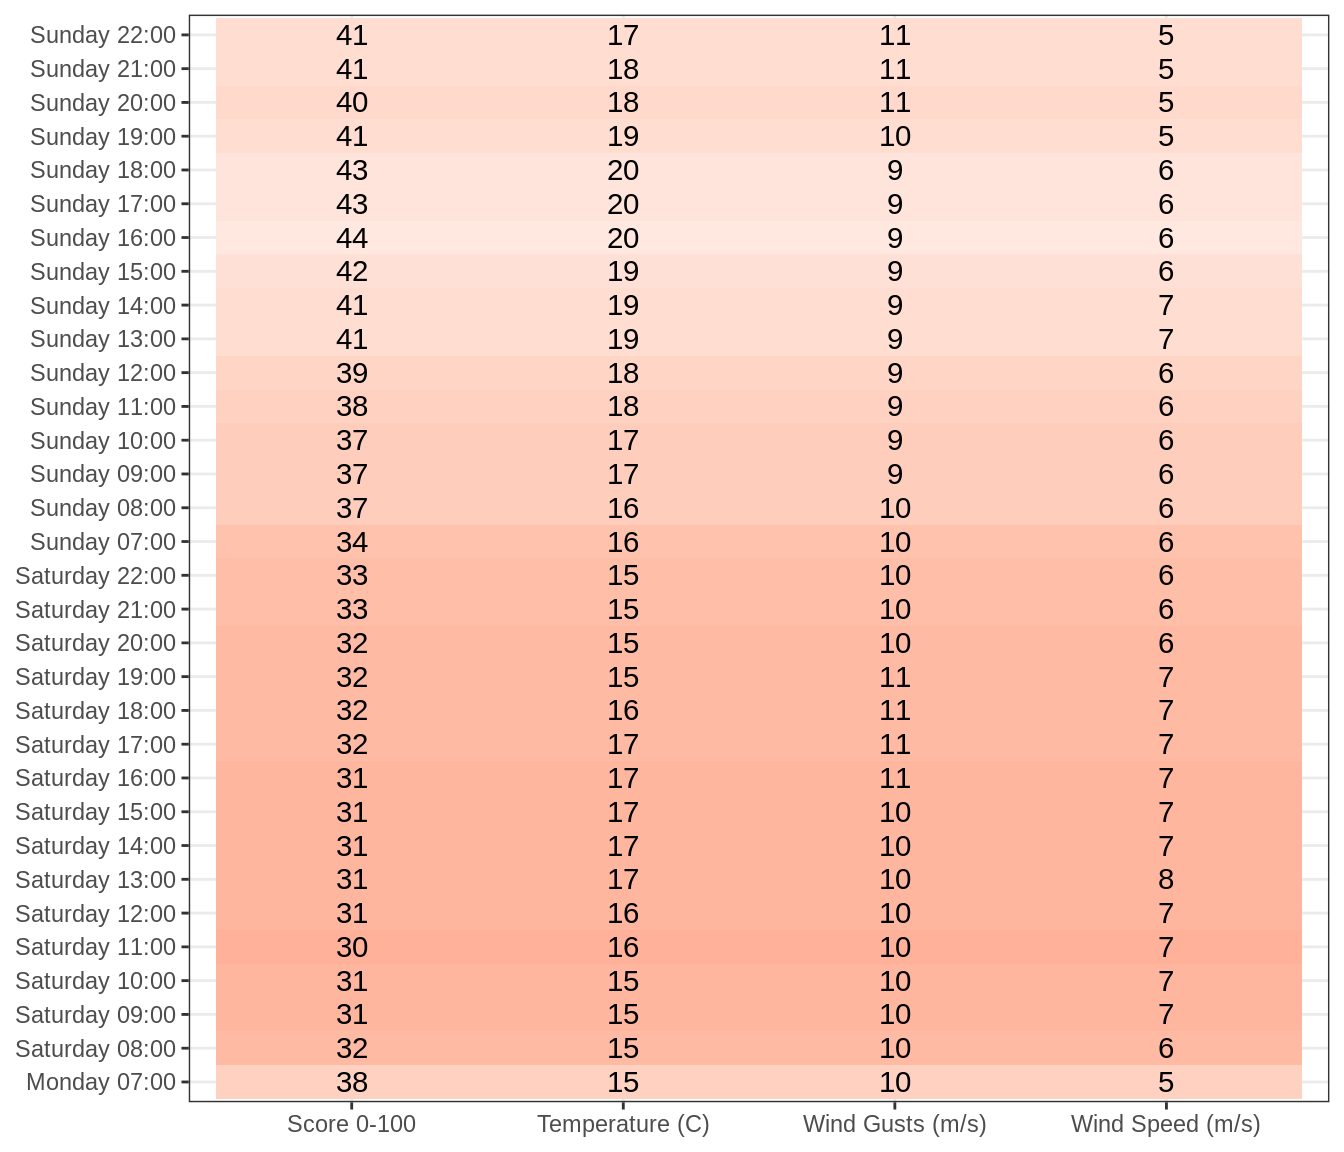 Sunday 22:00 41 17 11 5
Sunday 21:00 41 18 11 5
Sunday 20:00 40 18 11 5
Sunday 19:00 41 19 10 5
Sunday 18:00 43 20 9 6
Sunday 17:00 43 20 9 6
Sunday 16:00 44 20 9 6
Sunday 15:00 42 19 9 6
Sunday 14:00 41 19 9 7
Sunday 13:00 41 19 9 7
Sunday 12:00 39 18 9 6
Sunday 11:00 38 18 9 6
Sunday 10:00 37 17 9 6
Sunday 09:00 37 17 9 6
Sunday 08:00 37 16 10 6
Sunday 07:00 34 16 10 6
Saturday 22:00 33 15 10 6
Saturday 21:00 33 15 10 6
Saturday 20:00 32 15 10 6
Saturday 19:00 32 15 11 7
Saturday 18:00 32 16 11 7
Saturday 17:00 32 17 11 7
Saturday 16:00 31 17 11 7
Saturday 15:00 31 17 10 7
Saturday 14:00 31 17 10 7
Saturday 13:00 31 17 10 8
Saturday 12:00 31 16 10 7
Saturday 11:00 30 16 10 7
Saturday 10:00 31 15 10 7
Saturday 09:00 31 15 10 7
Saturday 08:00 32 15 10 6
Monday 07:00 38 15 10 5
Score 0-100 Temperature (C) Wind Gusts (m/s) Wind Speed (m/s)